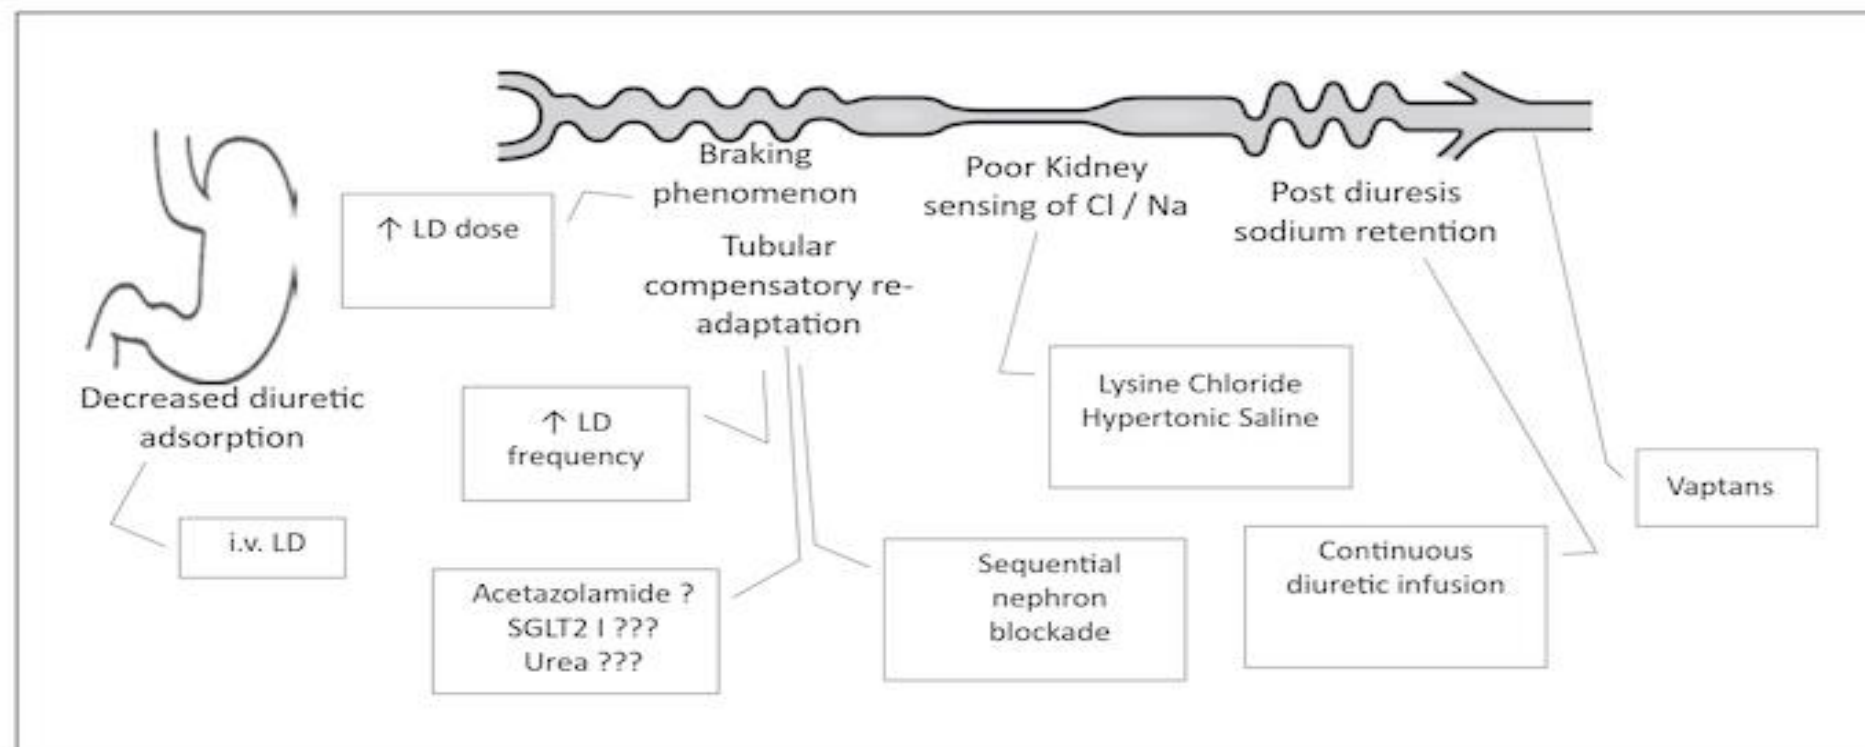 Braking
phenomenon
Poor Kidney
sensing of Cl / Na
Post diuresis
sodium retention
↑ LD dose
Tubular
compensatory re-
adaptation
Decreased diuretic
adsorption
↑ LD
frequency
Lysine Chloride
Hypertonic Saline
Vaptans
i.v. LD
Acetazolamide ?
SGLT2 I ???
Urea ???
Sequential
nephron
blockade
Continuous
diuretic infusion